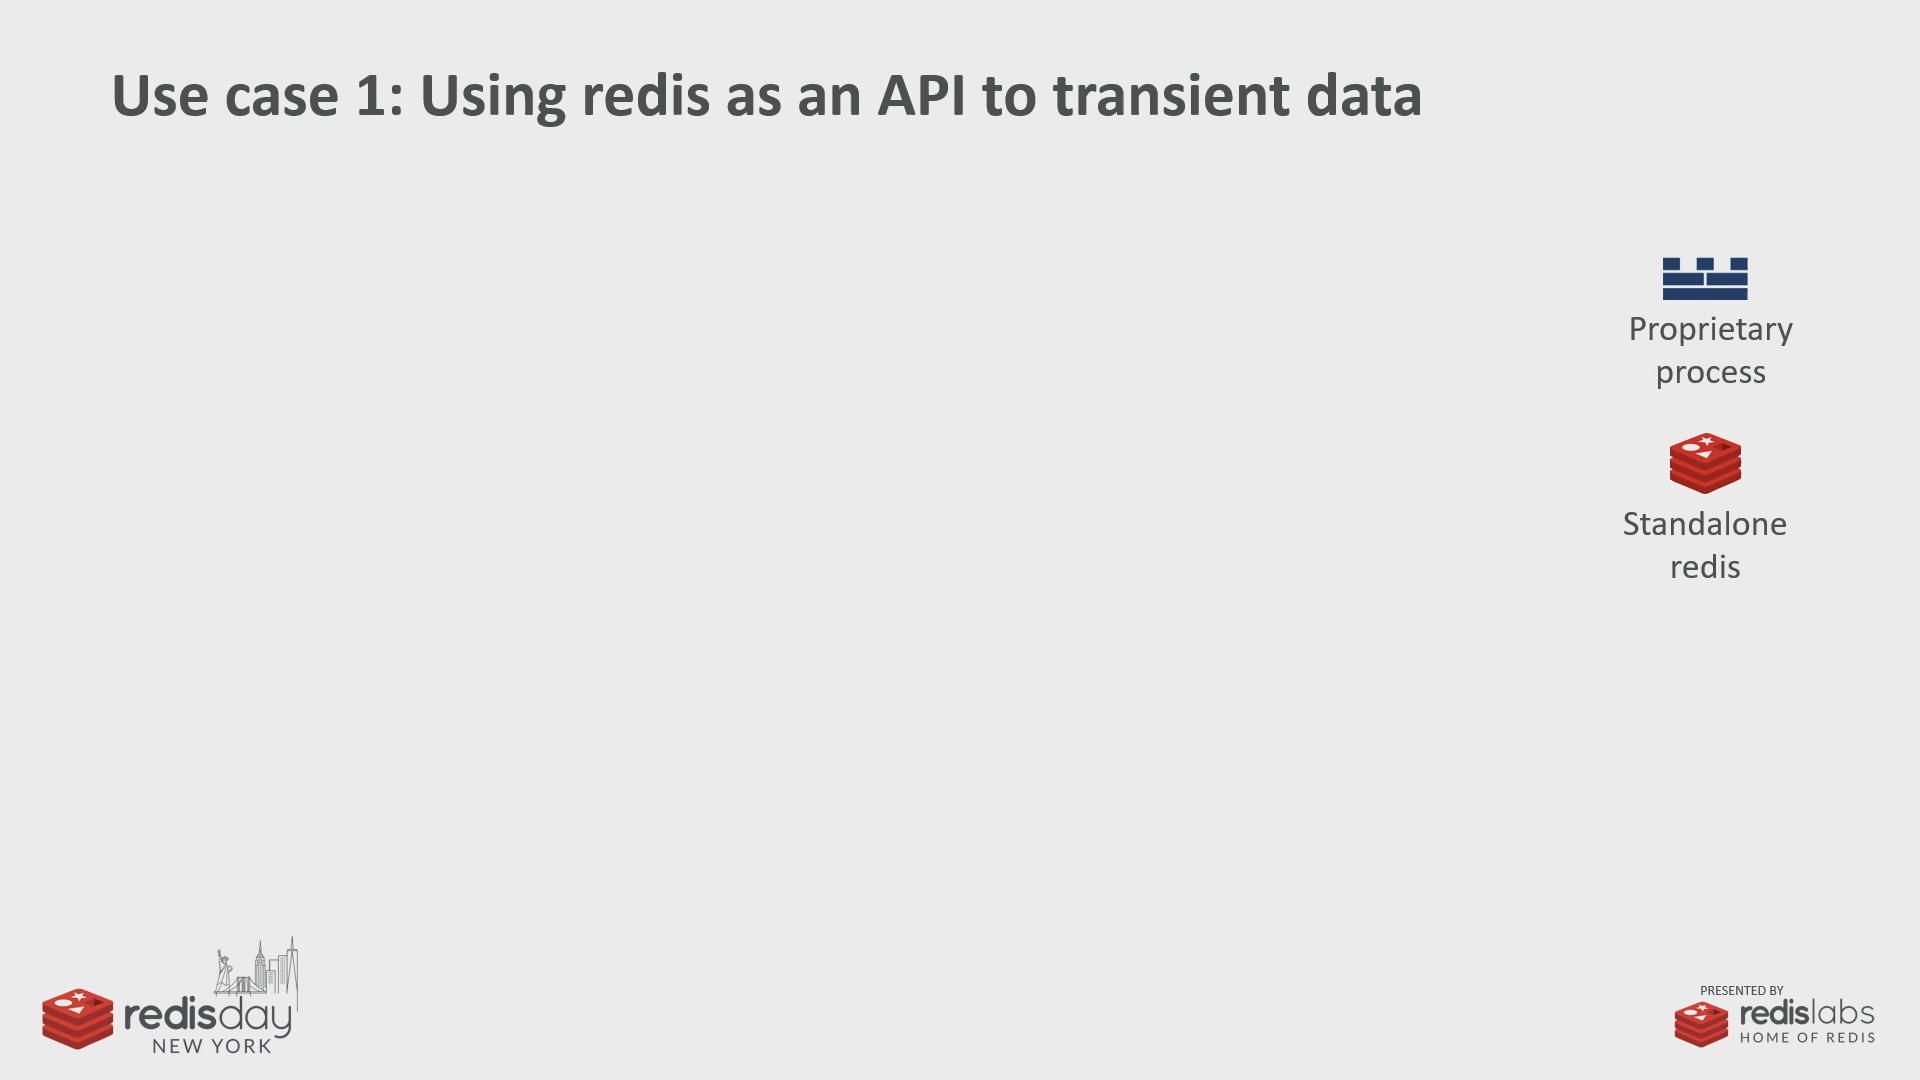 Use case 1: Using redis as an API to transient data
Proprietary
process
Standalone
redis
redisday
NEW YORK
PRESENTED BY
redislabs
HOME OF REDIS